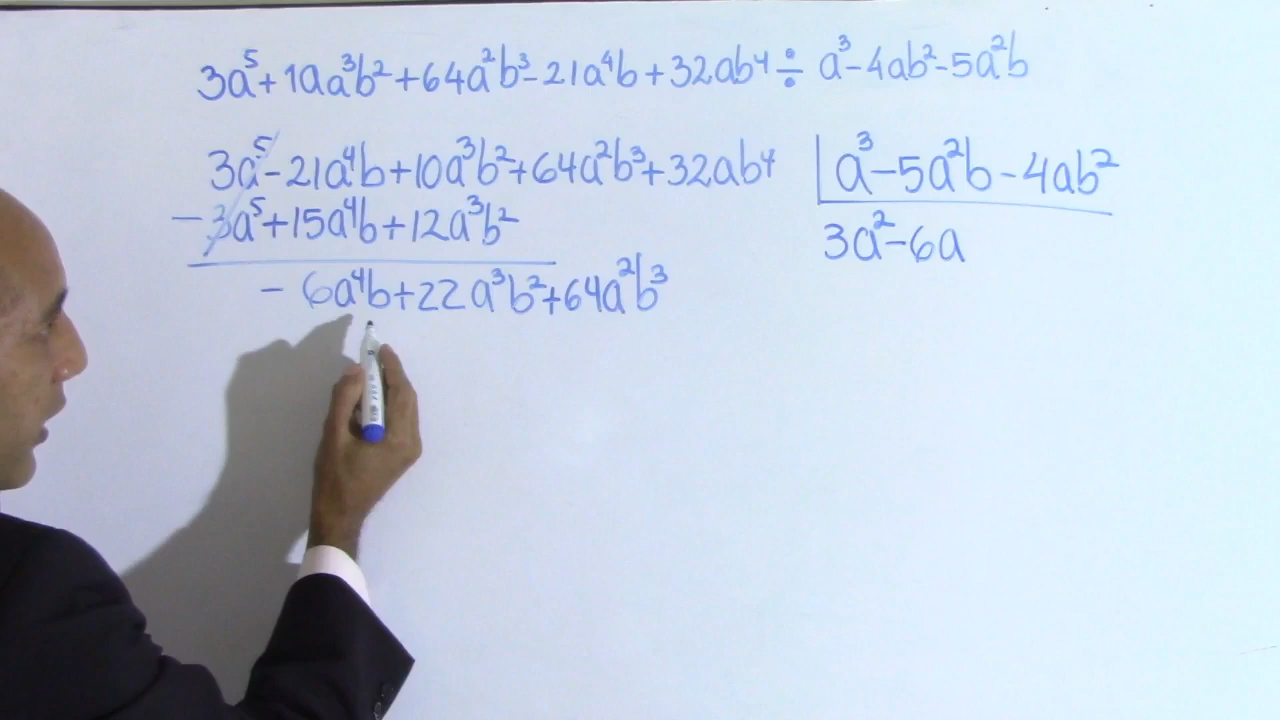 3a⁵+1aa³b²+64a²b³-21a⁴b+32ab⁴÷a³-4ab²-5a²b
3a⁵-21a⁴b+10a³b²+64a²b³+32ab⁴ a³-5a²b-4ab²
-3a⁵+15a⁴b+12a³b² 3a²-6a
-6a⁴b+22a³b²+64a²b³